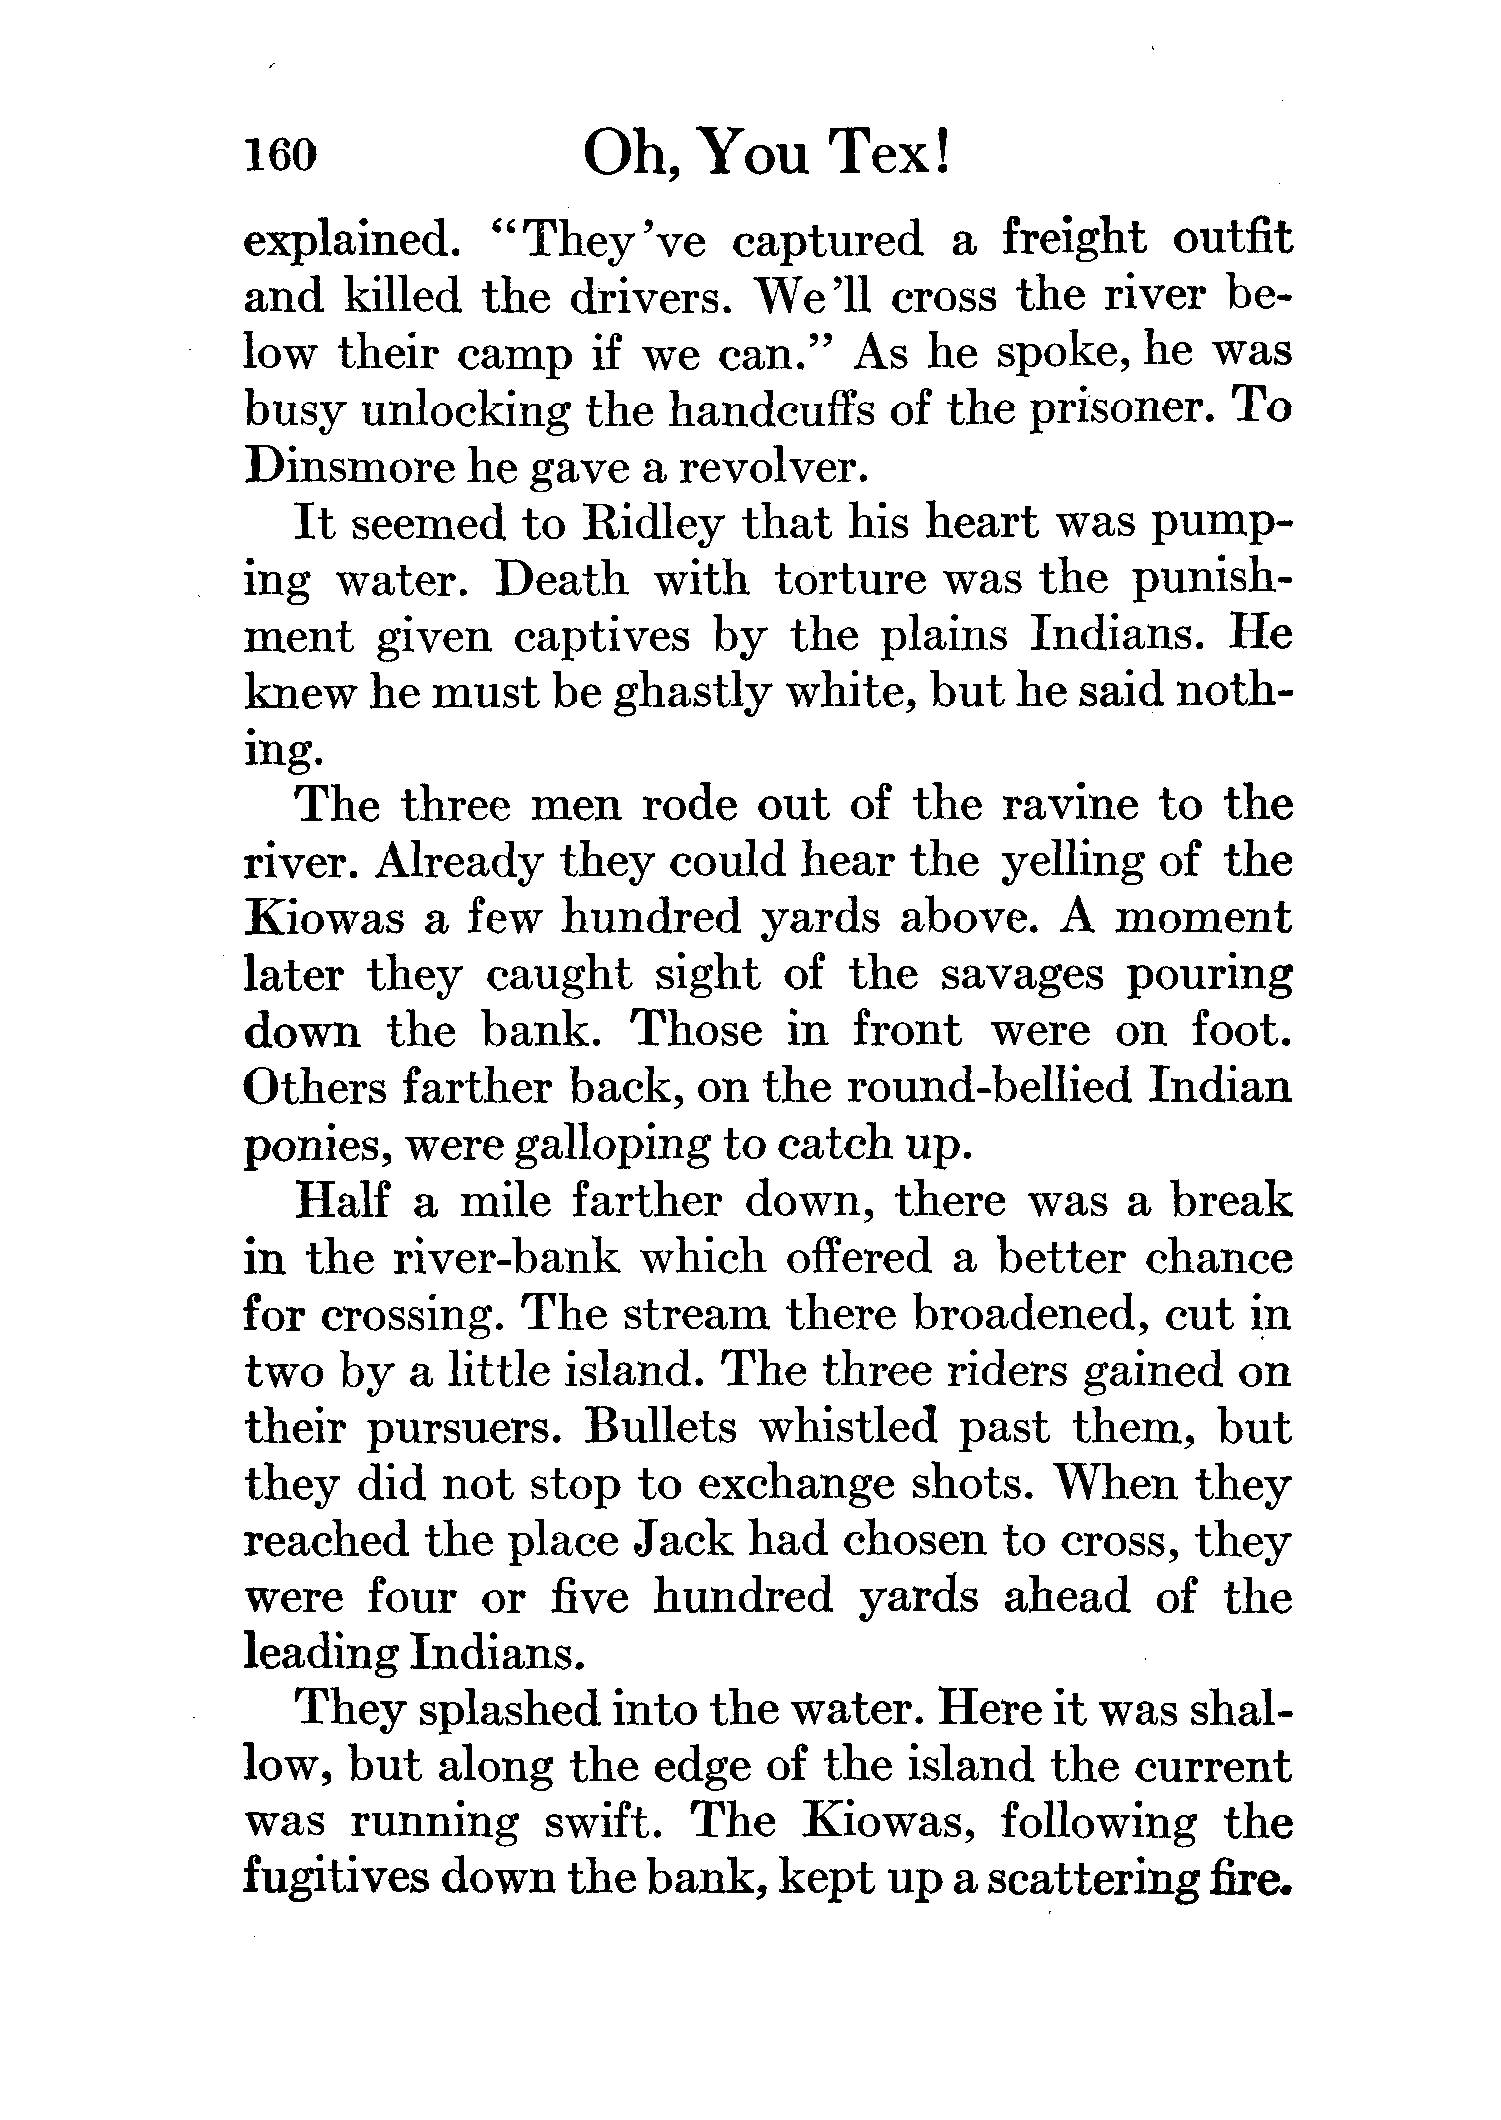 160 Oh, You Tex!
explained. “They’ve captured a freight outfit
and killed the drivers. We’ll cross the river be-
low their camp if we can.” As he spoke, he was
busy unlocking the handcuffs of the prisoner. To
Dinsmore he gave a revolver.
It seemed to Ridley that his heart was pump-
ing water. Death with torture was the punish-
ment given captives by the plains Indians. He
knew he must be ghastly white, but he said noth-
ing.
The three men rode out of the ravine to the
river. Already they could hear the yelling of the
Kiowas a few hundred yards above. A moment
later they caught sight of the savages pouring
down the bank. Those in front were on foot.
Others farther back, on the round-bellied Indian
ponies, were galloping to catch up.
Half a mile farther down, there was a break
in the river-bank which offered a better chance
for crossing. The stream there broadened, cut in
two by a little island. The three riders gained on
their pursuers. Bullets whistled past them, but
they did not stop to exchange shots. When they
reached the place Jack had chosen to cross, they
were four or five hundred yards ahead of the
leading Indians.
They splashed into the water. Here it was shal-
low, but along the edge of the island the current
was running swift. The Kiowas, following the
fugitives down the bank, kept up a scattering fire.